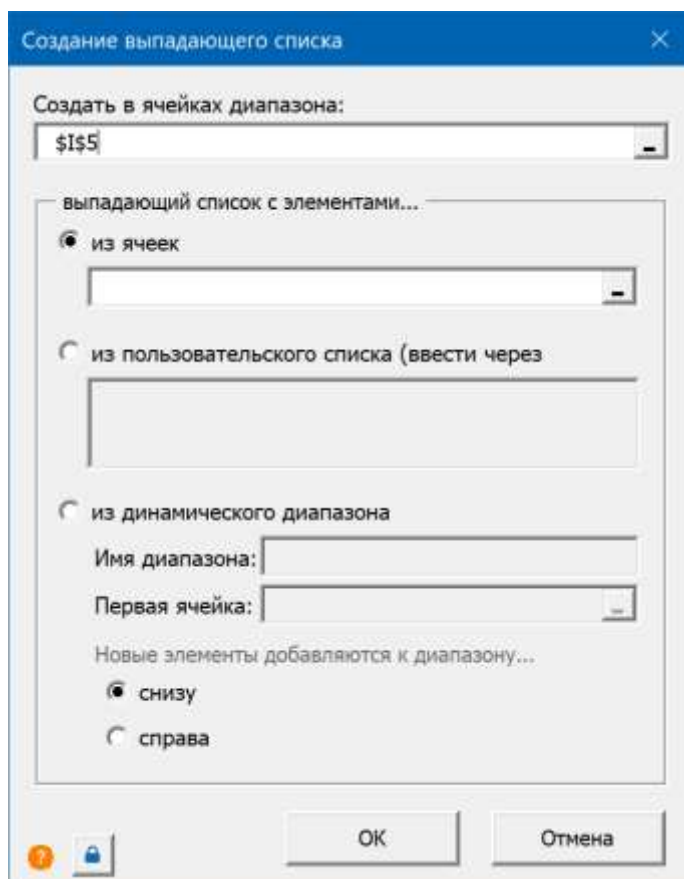 Создание выпадающего списка
Создать в ячейках диапазона:
$I$5
выпадающий список с элементами...
из ячеек
из пользовательского списка (ввести через
из динамического диапазона
Имя диапазона:
Первая ячейка:
Новые элементы добавляются к диапазону...
снизу
справа
?
ОК
Отмена